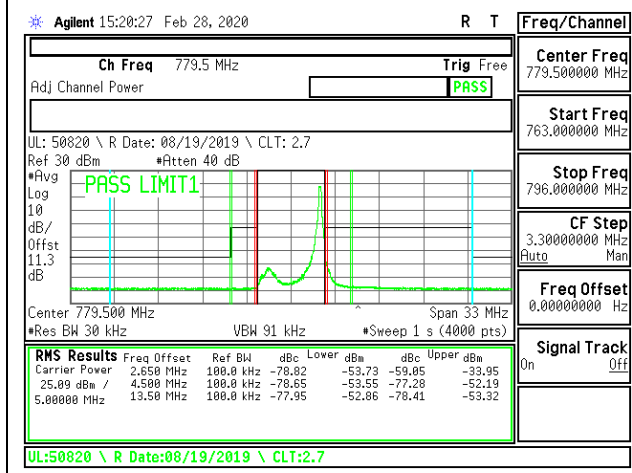 Agilent 15:20:27 Feb 28, 2020 R T
Ch Freq 779.5 MHz Trig Free
Adj Channel Power PASS
UL: 50820 \ R Date: 08/19/2019 \ CLT: 2.7
Ref 30 dBm #Atten 40 dB
#Avg
Log
10
dB/
Offst
11.3
dB
PASS LIMIT1
Center 779.500 MHz Span 33 MHz
#Res BW 30 kHz VBW 91 kHz #Sweep 1 s (4000 pts)
RMS Results Freq Offset Ref BW dBc Lower dBm dBc Upper dBm
Carrier Power 2.650 MHz 100.0 kHz -78.82 -53.73 -59.05 -33.95
25.09 dBm / 4.500 MHz 100.0 kHz -78.65 -53.55 -77.28 -52.19
5.00000 MHz 13.50 MHz 100.0 kHz -77.95 -52.86 -78.41 -53.32
UL:50820 \ R Date:08/19/2019 \ CLT:2.7
Freq/Channel
Center Freq
779.500000 MHz
Start Freq
763.000000 MHz
Stop Freq
796.000000 MHz
CF Step
3.30000000 MHz
Auto Man
Freq Offset
0.00000000 Hz
Signal Track
On Off